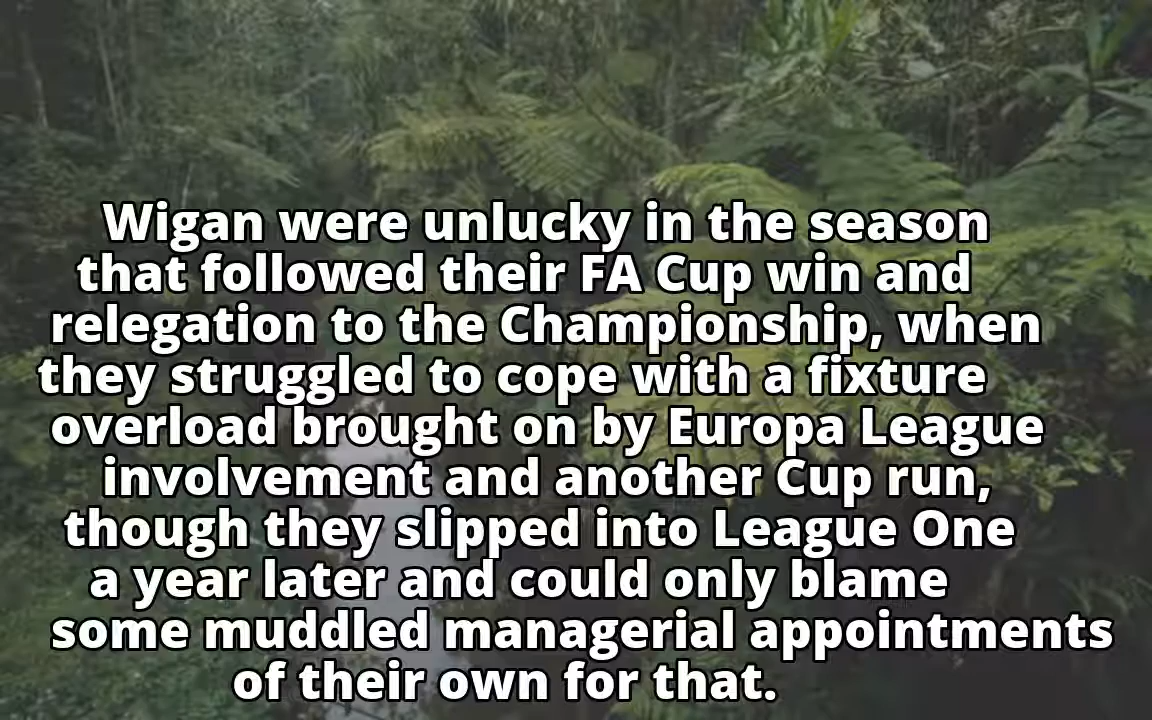 Wigan were unlucky in the season
that followed their FA Cup win and
relegation to the Championship, when
they struggled to cope with a fixture
overload brought on by Europa League
involvement and another Cup run,
though they slipped into League One
a year later and could only blame
some muddled managerial appointments
of their own for that.